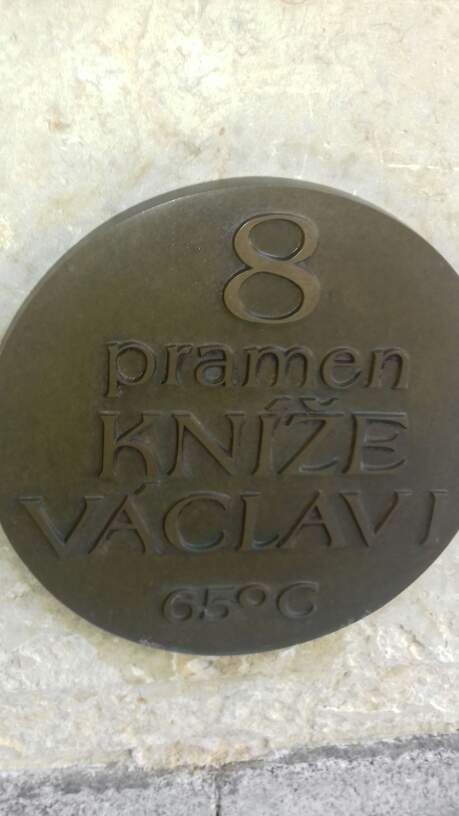 8
pramen
KNÍŽE
VÁCLAV I
65°C